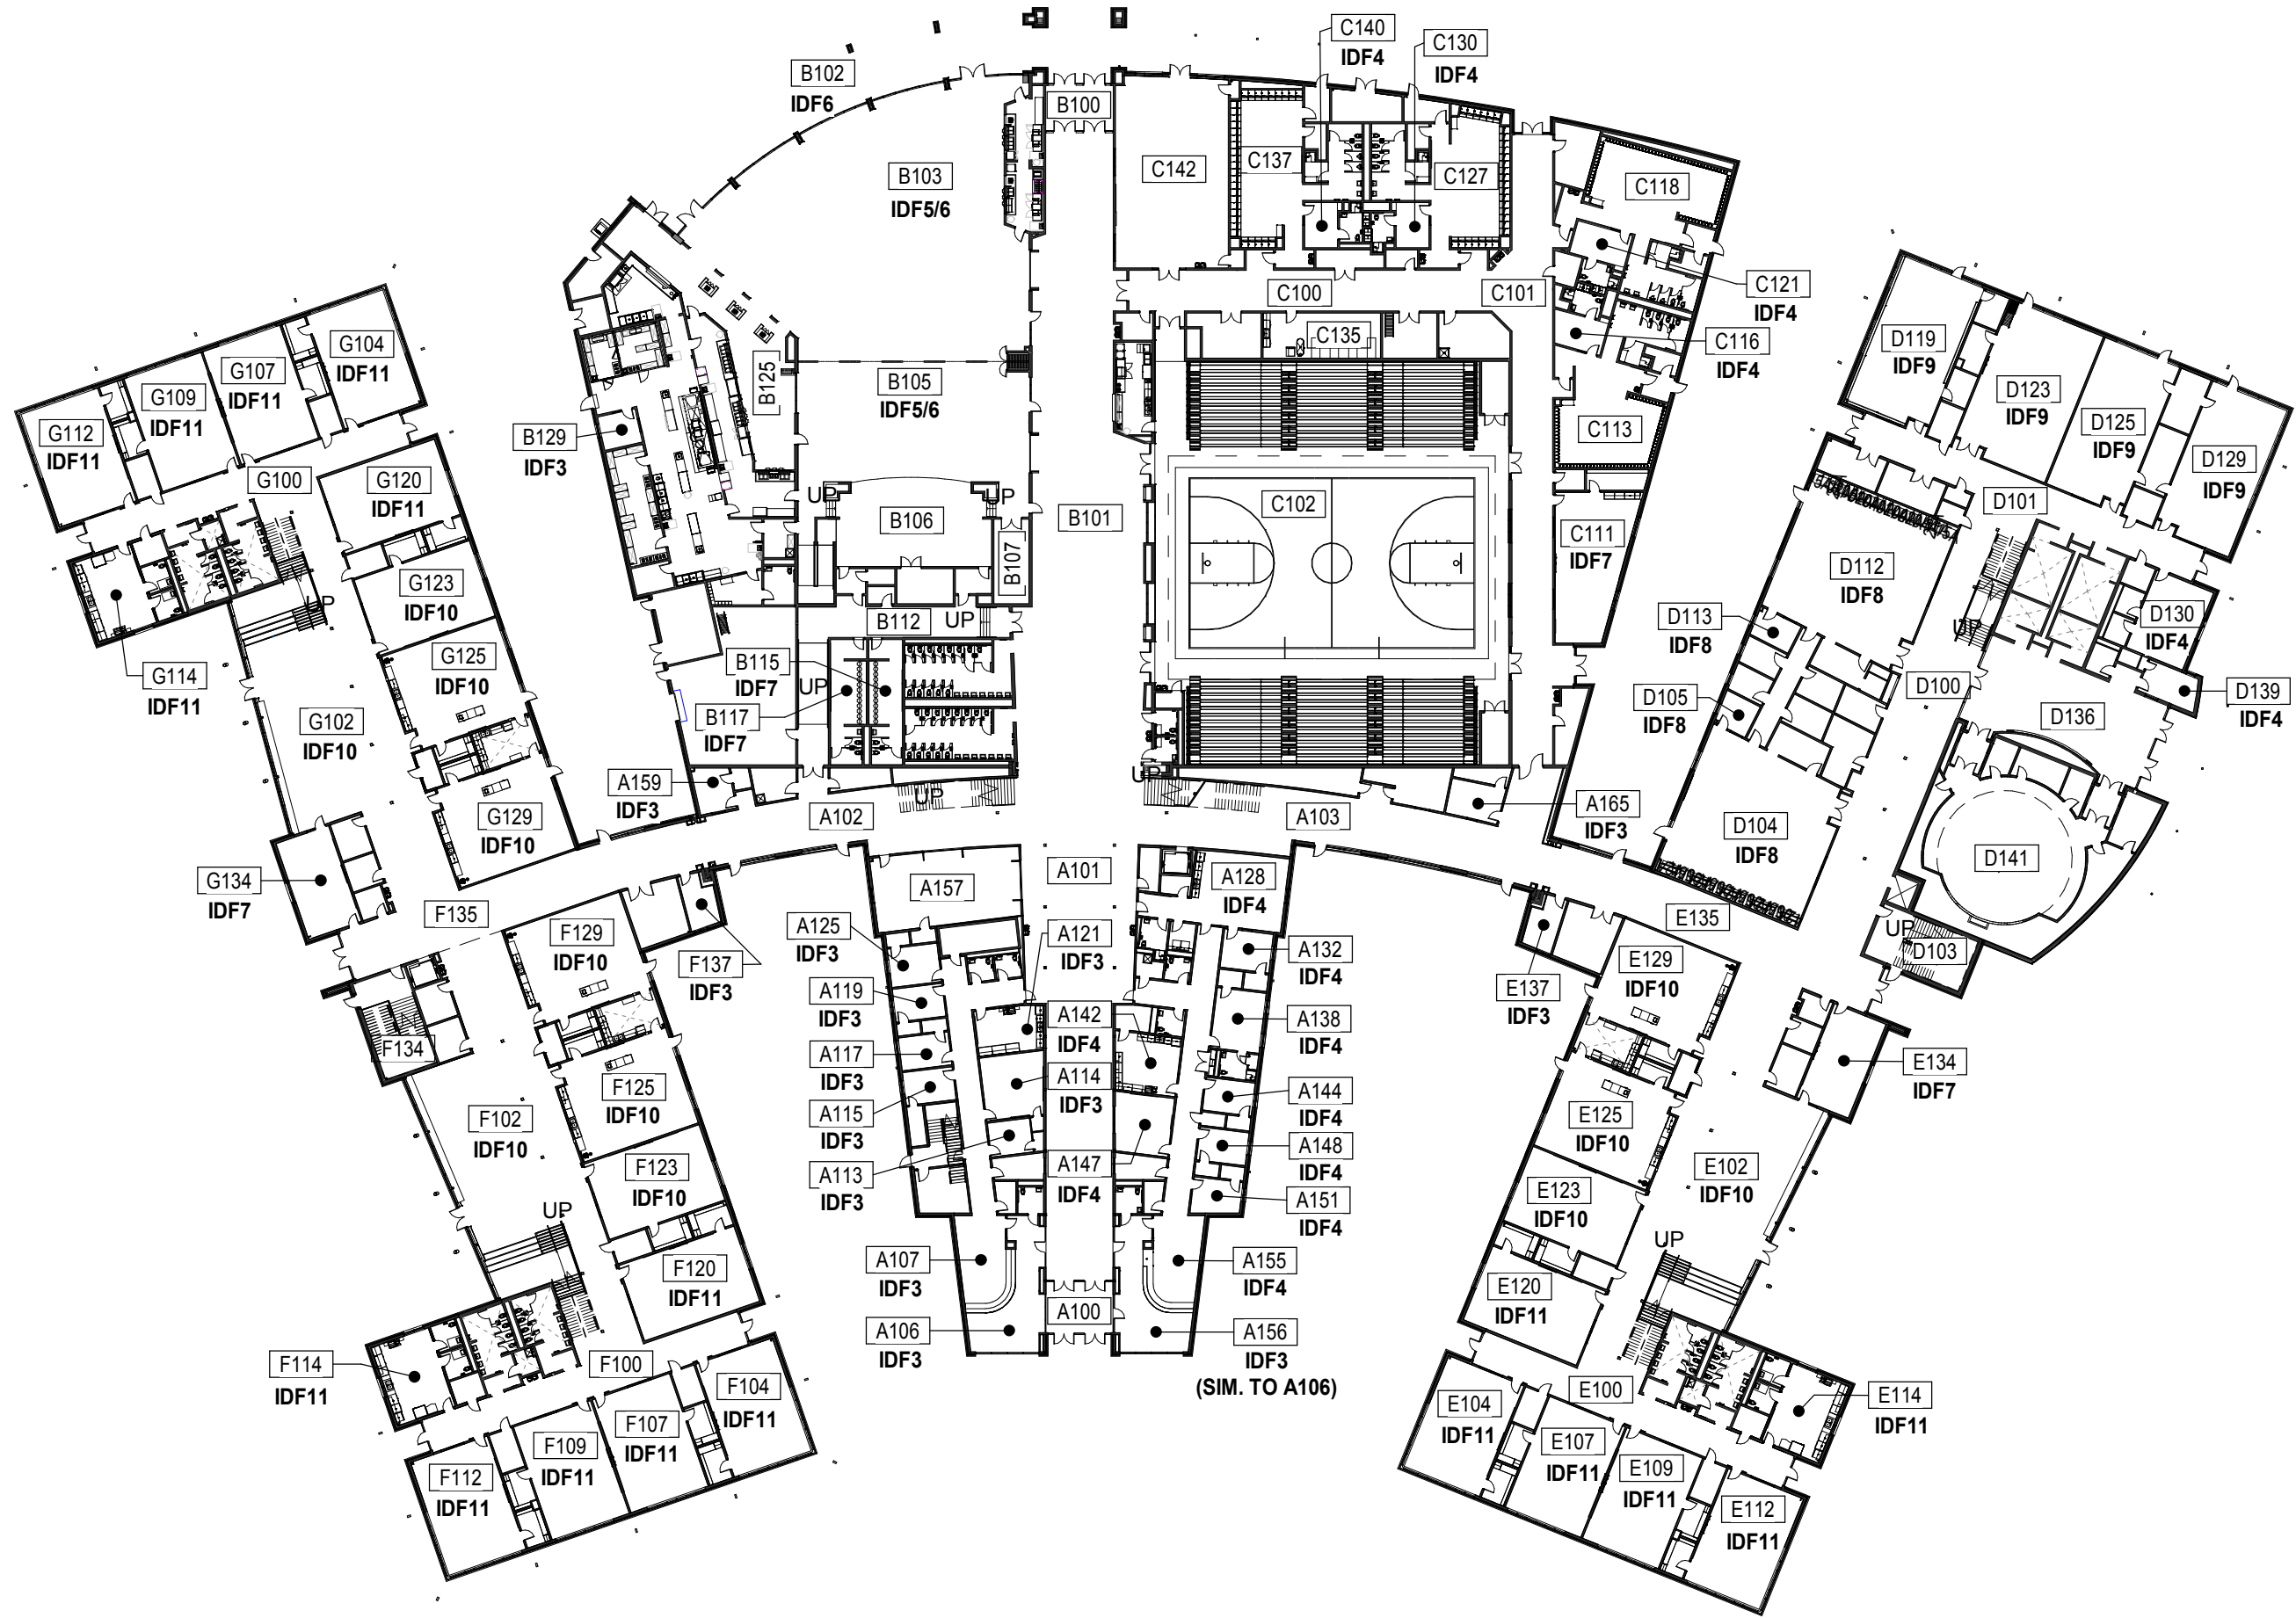 C140
IDF4
C130
IDF4
B102
IDF6
B100
B103
IDF5/6
C142
C137
C127
C118
C121
IDF4
C100
C101
C116
IDF4
C135
G104
IDF11
G107
IDF11
G109
IDF11
G112
IDF11
G100
G120
IDF11
B125
B105
IDF5/6
B129
IDF3
C113
D119
IDF9
D123
IDF9
D125
IDF9
D129
IDF9
D101
UP
UP
B106
B101
B107
C102
C111
IDF7
D112
IDF8
G123
IDF10
UP
G114
IDF11
G125
IDF10
B112
UP
B115
IDF7
UP
B117
IDF7
D113
IDF8
D130
IDF4
UP
D105
IDF8
D100
D139
IDF4
D136
G102
IDF10
G129
IDF10
A159
IDF3
UP
UP
A102
A103
A165
IDF3
D104
IDF8
D141
G134
IDF7
A157
A101
A128
IDF4
F135
F129
IDF10
F137
IDF3
A125
IDF3
A121
IDF3
A132
IDF4
E135
E129
IDF10
E137
IDF3
UP
D103
A119
IDF3
A142
IDF4
A138
IDF4
F134
A117
IDF3
A114
IDF3
A144
IDF4
E134
IDF7
F125
IDF10
F102
IDF10
A115
IDF3
A148
IDF4
E125
IDF10
A113
IDF3
A147
IDF4
A151
IDF4
E102
IDF10
F123
IDF10
UP
E123
IDF10
UP
A107
IDF3
A155
IDF4
F120
IDF11
A100
E120
IDF11
A106
IDF3
A156
IDF3
(SIM. TO A106)
F114
IDF11
F100
F104
IDF11
E100
E114
IDF11
E104
IDF11
F107
IDF11
F109
IDF11
F112
IDF11
E107
IDF11
E109
IDF11
E112
IDF11